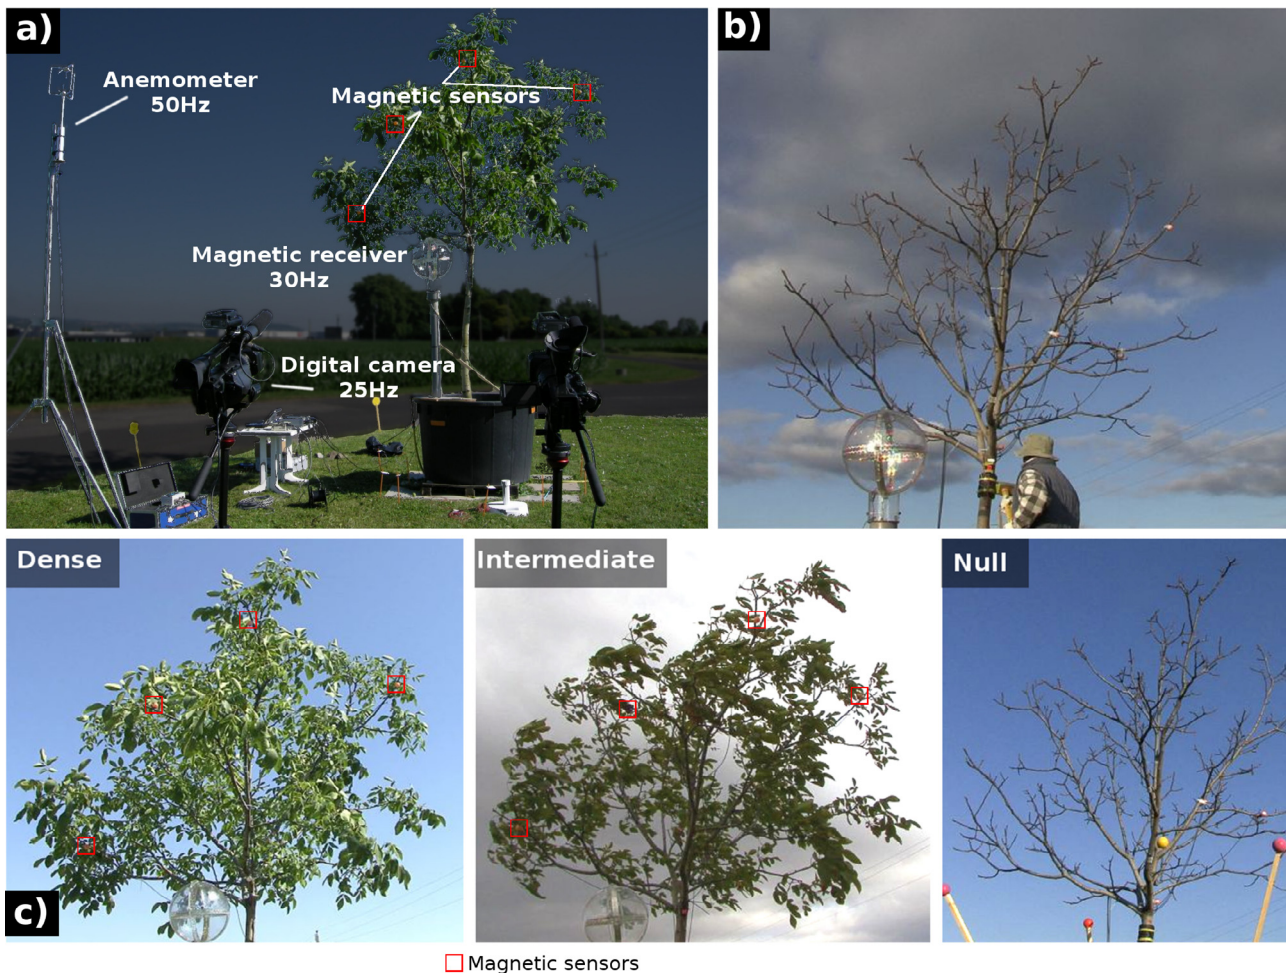 a)
Anemometer
50Hz
Magnetic sensors
Magnetic receiver
30Hz
Digital camera
25Hz
b)
Dense
Intermediate
Null
c)
Magnetic sensors